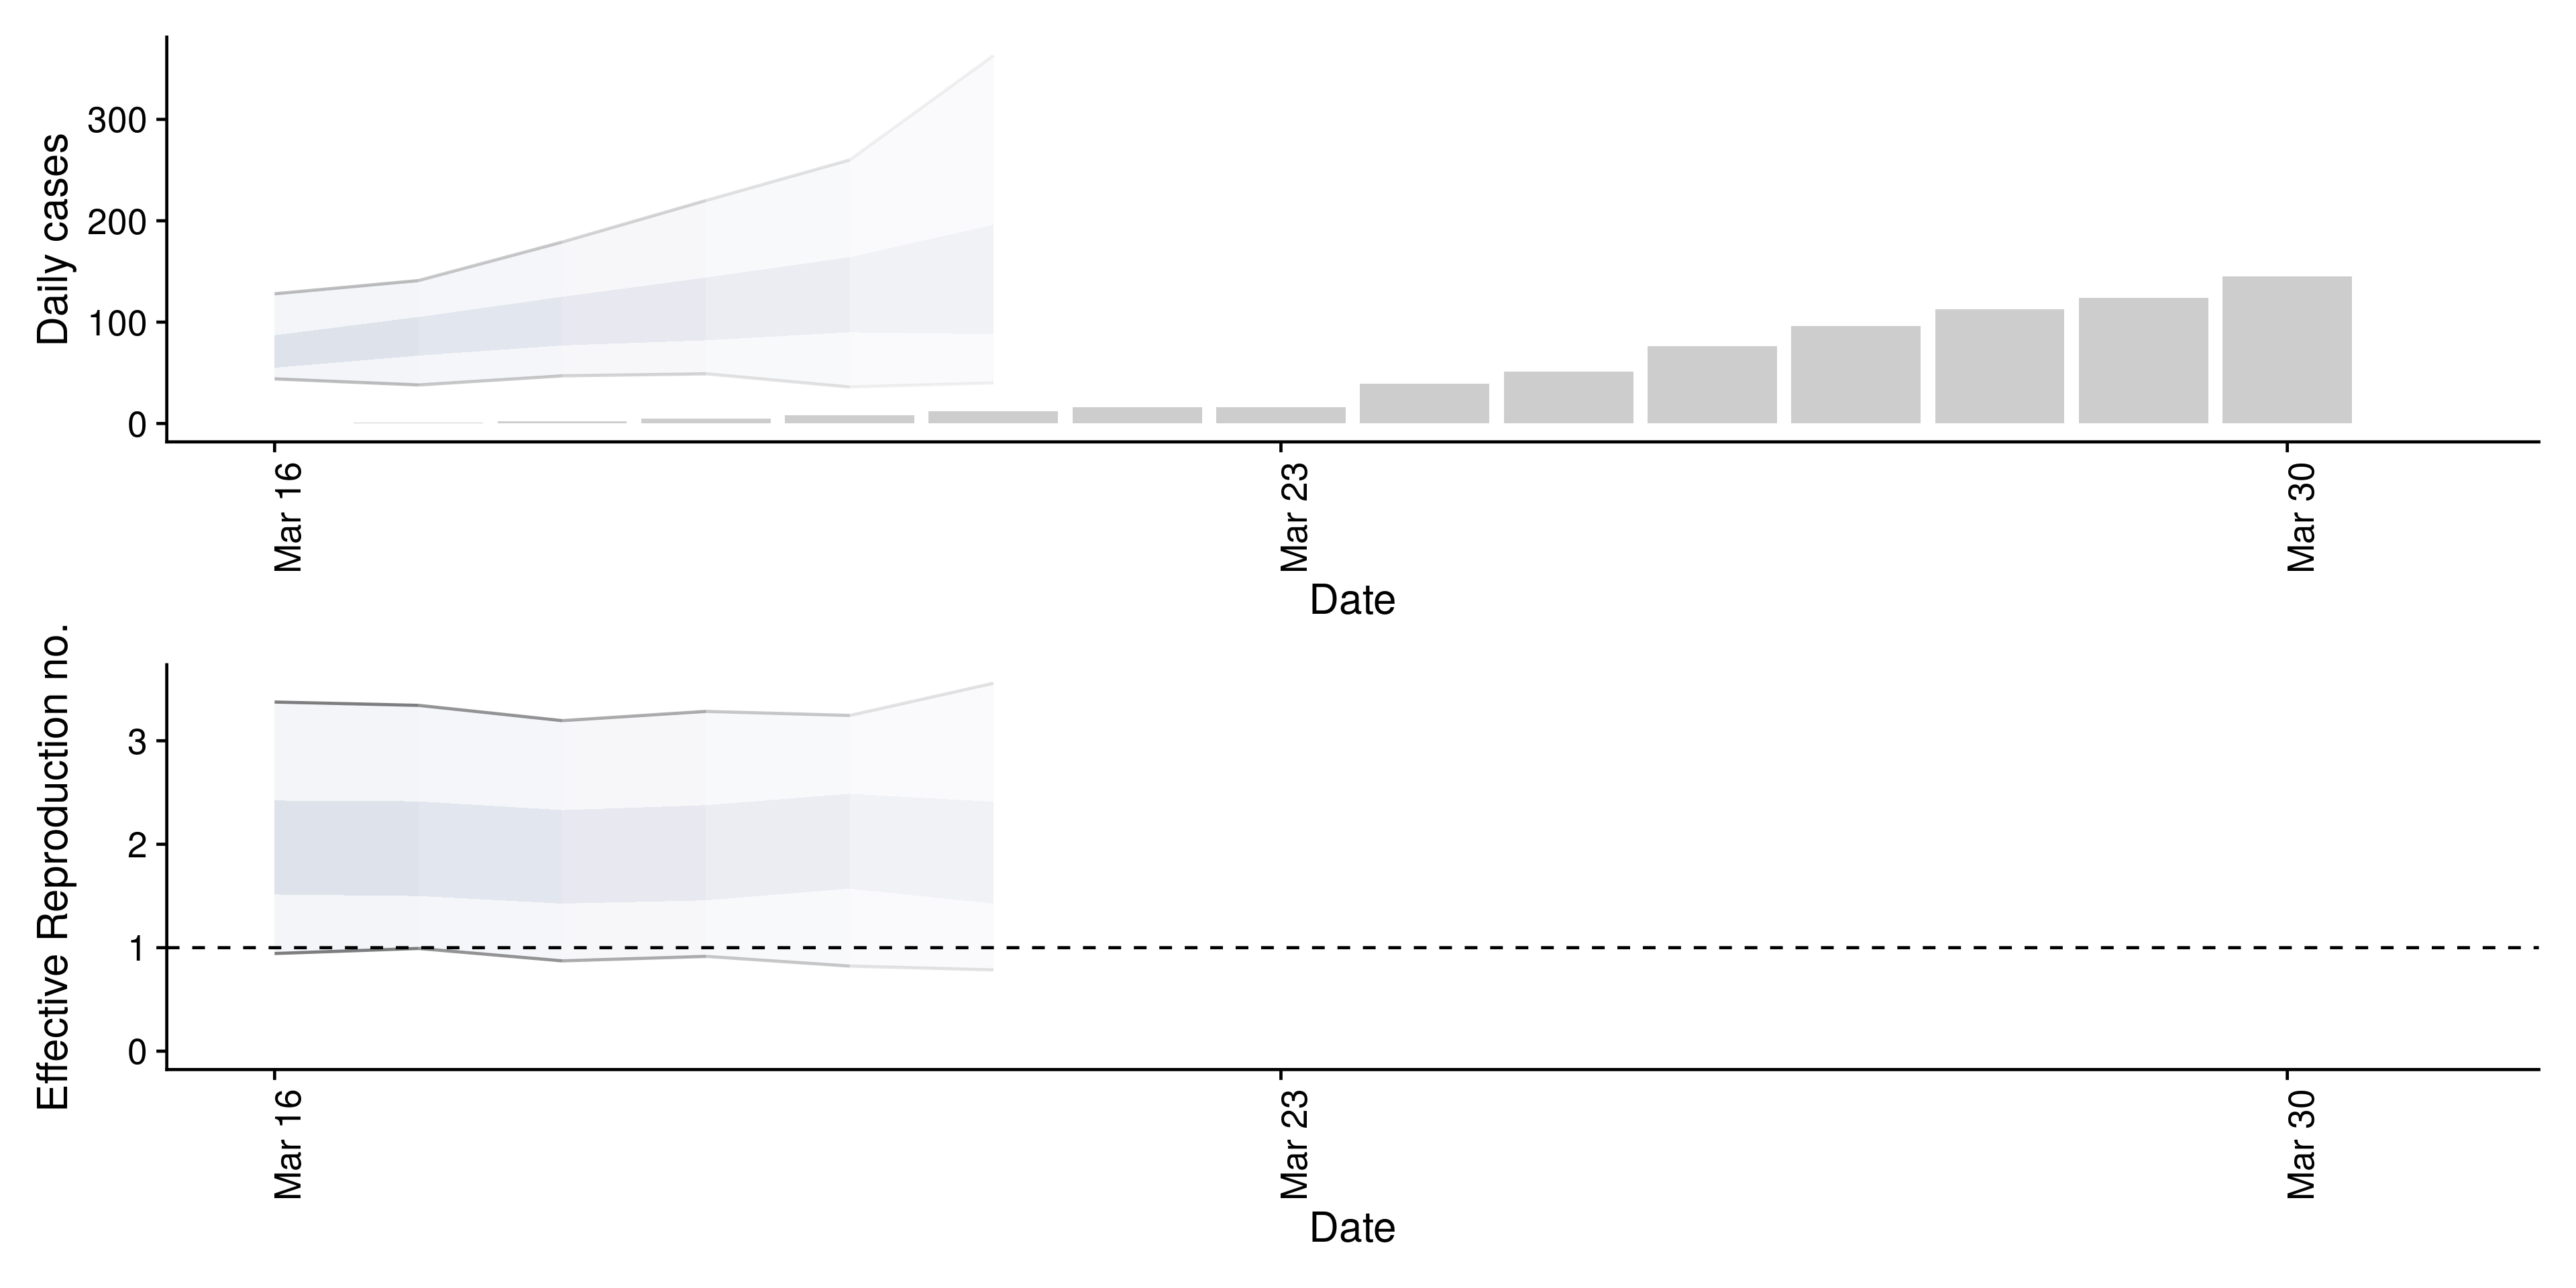 Daily cases
300
200
100
0
Mar 16
Mar 23
Mar 30
Date
Effective Reproduction no.
3
2
1
0
Mar 16
Mar 23
Mar 30
Date